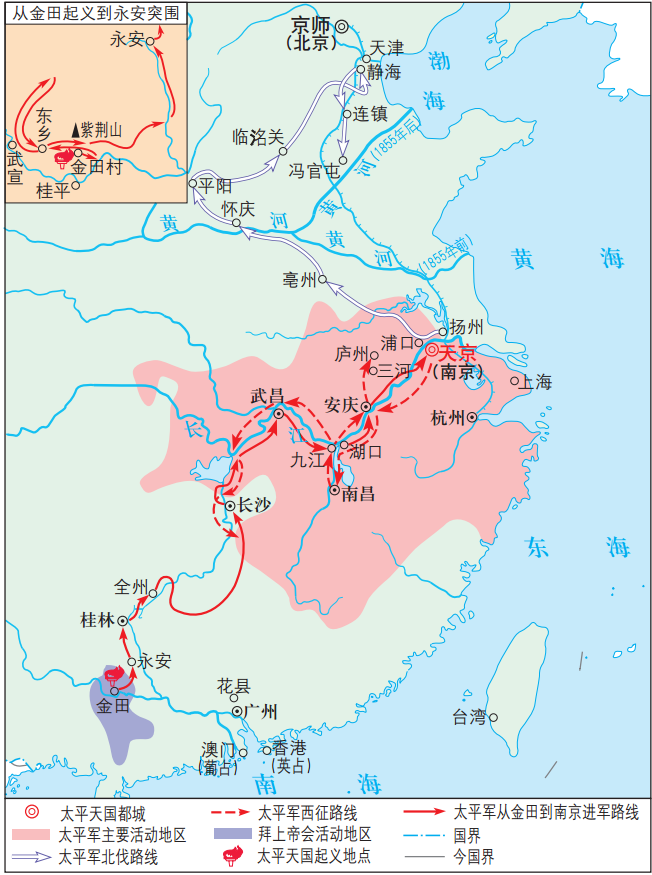 从金田起义到永安突围
永安
东乡
紫荆山
武宣
金田村
桂平
京师
(北京)
天津
静海
渤海
连镇
临洺关
冯官屯
河(1855年后)
平阳
怀庆
黄河
黄
黄河
(1855年前)
黄海
亳州
扬州
浦口
庐州
天京
(南京)
三河
上海
武昌
安庆
杭州
长江
九江
湖口
南昌
长沙
东海
全州
桂林
永安
金田
花县
广州
台湾
澳门
(葡占)
香港
(英占)
南海
太平天国都城
太平军西征路线
太平军从金田到南京进军路线
太平军主要活动地区
拜上帝会活动地区
国界
太平军北伐路线
太平天国起义地点
今国界